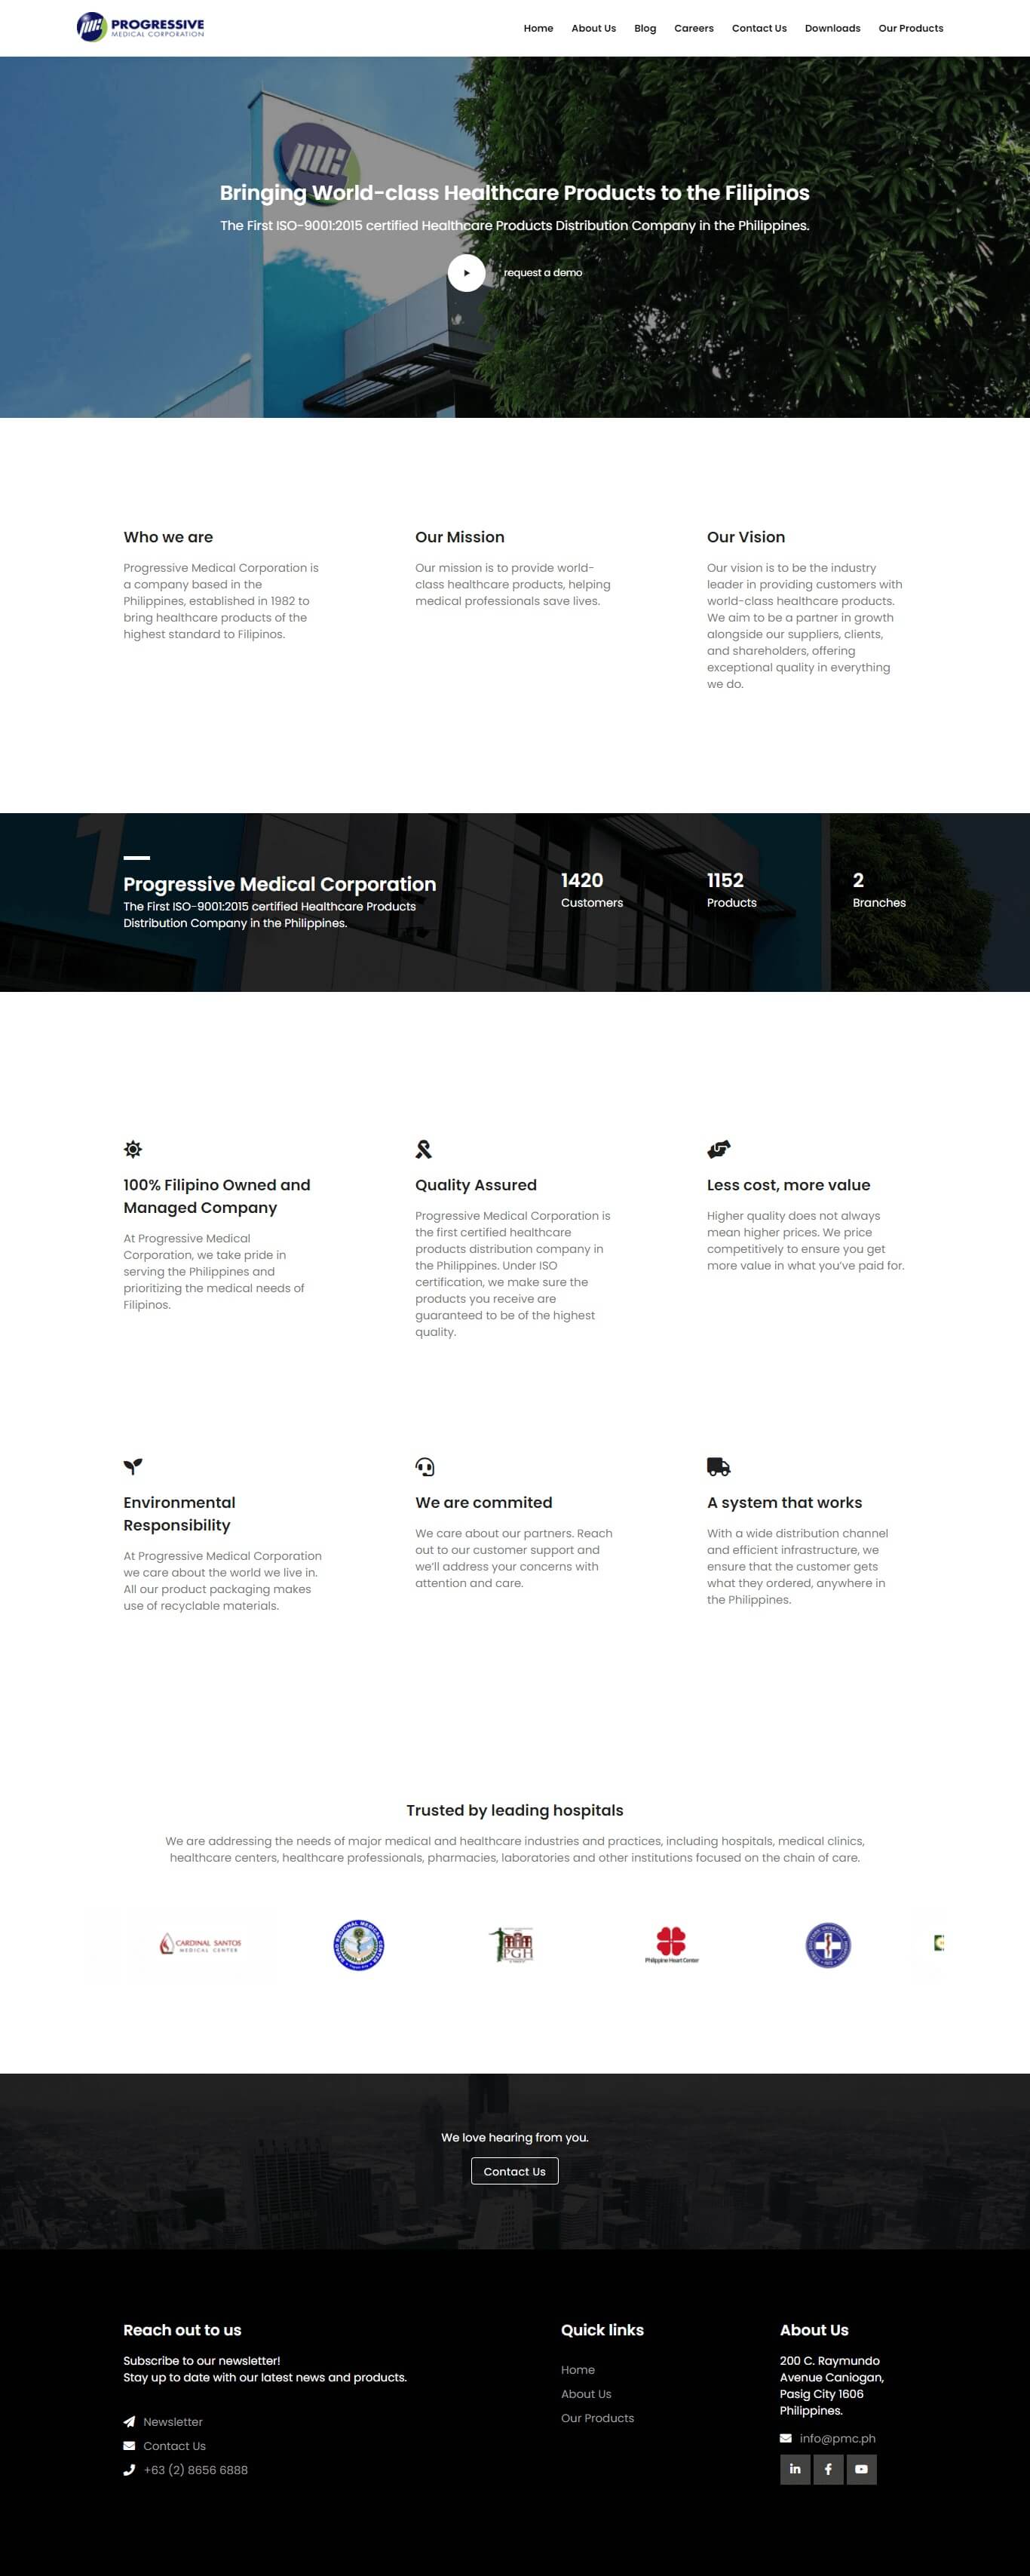 PROGRESSIVE
MEDICAL CORPORATION
Home
About Us
Blog
Careers
Contact Us
Downloads
Our Products
Bringing World-class Healthcare Products to the Filipinos
The First ISO-9001:2015 certified Healthcare Products Distribution Company in the Philippines.
request a demo
Who we are
Progressive Medical Corporation is
a company based in the
Philippines, established in 1982 to
bring healthcare products of the
highest standard to Filipinos.
Our Mission
Our mission is to provide world-
class healthcare products, helping
medical professionals save lives.
Our Vision
Our vision is to be the industry
leader in providing customers with
world-class healthcare products.
We aim to be a partner in growth
alongside our suppliers, clients,
and shareholders, offering
exceptional quality in everything
we do.
Progressive Medical Corporation
The First ISO-9001:2015 certified Healthcare Products
Distribution Company in the Philippines.
1420
Customers
1152
Products
2
Branches
100% Filipino Owned and
Managed Company
At Progressive Medical
Corporation, we take pride in
serving the Philippines and
prioritizing the medical needs of
Filipinos.
Quality Assured
Progressive Medical Corporation is
the first certified healthcare
products distribution company in
the Philippines. Under ISO
certification, we make sure the
products you receive are
guaranteed to be of the highest
quality.
Less cost, more value
Higher quality does not always
mean higher prices. We price
competitively to ensure you get
more value in what you've paid for.
Environmental
Responsibility
At Progressive Medical Corporation
we care about the world we live in.
All our product packaging makes
use of recyclable materials.
We are commited
We care about our partners. Reach
out to our customer support and
we'll address your concerns with
attention and care.
A system that works
With a wide distribution channel
and efficient infrastructure, we
ensure that the customer gets
what they ordered, anywhere in
the Philippines.
Trusted by leading hospitals
We are addressing the needs of major medical and healthcare industries and practices, including hospitals, medical clinics,
healthcare centers, healthcare professionals, pharmacies, laboratories and other institutions focused on the chain of care.
CARDINAL SANTOS
MEDICAL CENTER
PGH
Philippine Heart Center
We love hearing from you.
Contact Us
Reach out to us
Subscribe to our newsletter!
Stay up to date with our latest news and products.
Newsletter
Contact Us
+63 (2) 8656 6888
Quick links
Home
About Us
Our Products
About Us
200 C. Raymundo
Avenue Caniogan,
Pasig City 1606
Philippines.
info@pmc.ph